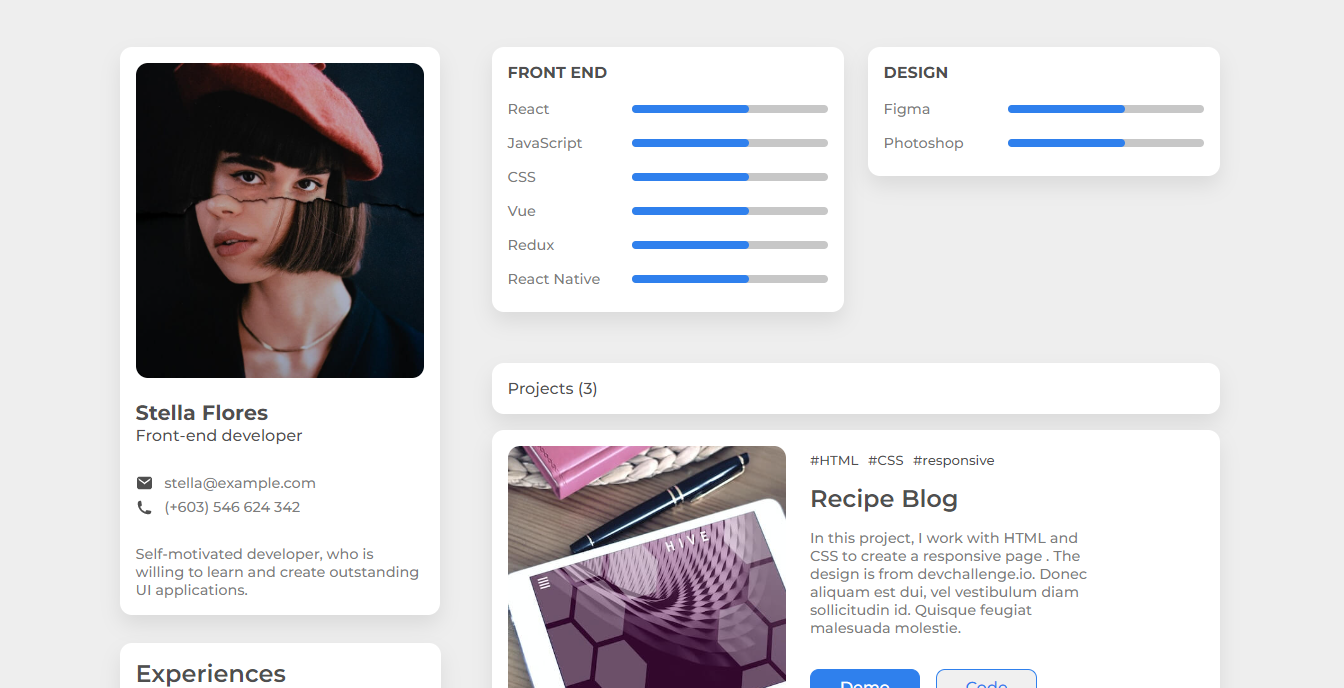 Stella Flores
Front-end developer
stella@example.com
(+603) 546 624 342
Self-motivated developer, who is
willing to learn and create outstanding
UI applications.
Experiences
FRONT END
React
JavaScript
CSS
Vue
Redux
React Native
DESIGN
Figma
Photoshop
Projects (3)
HIVE
#HTML #CSS #responsive
Recipe Blog
In this project, I work with HTML and
CSS to create a responsive page . The
design is from devchallenge.io. Donec
aliquam est dui, vel vestibulum diam
sollicitudin id. Quisque feugiat
malesuada molestie.
Demo
Code